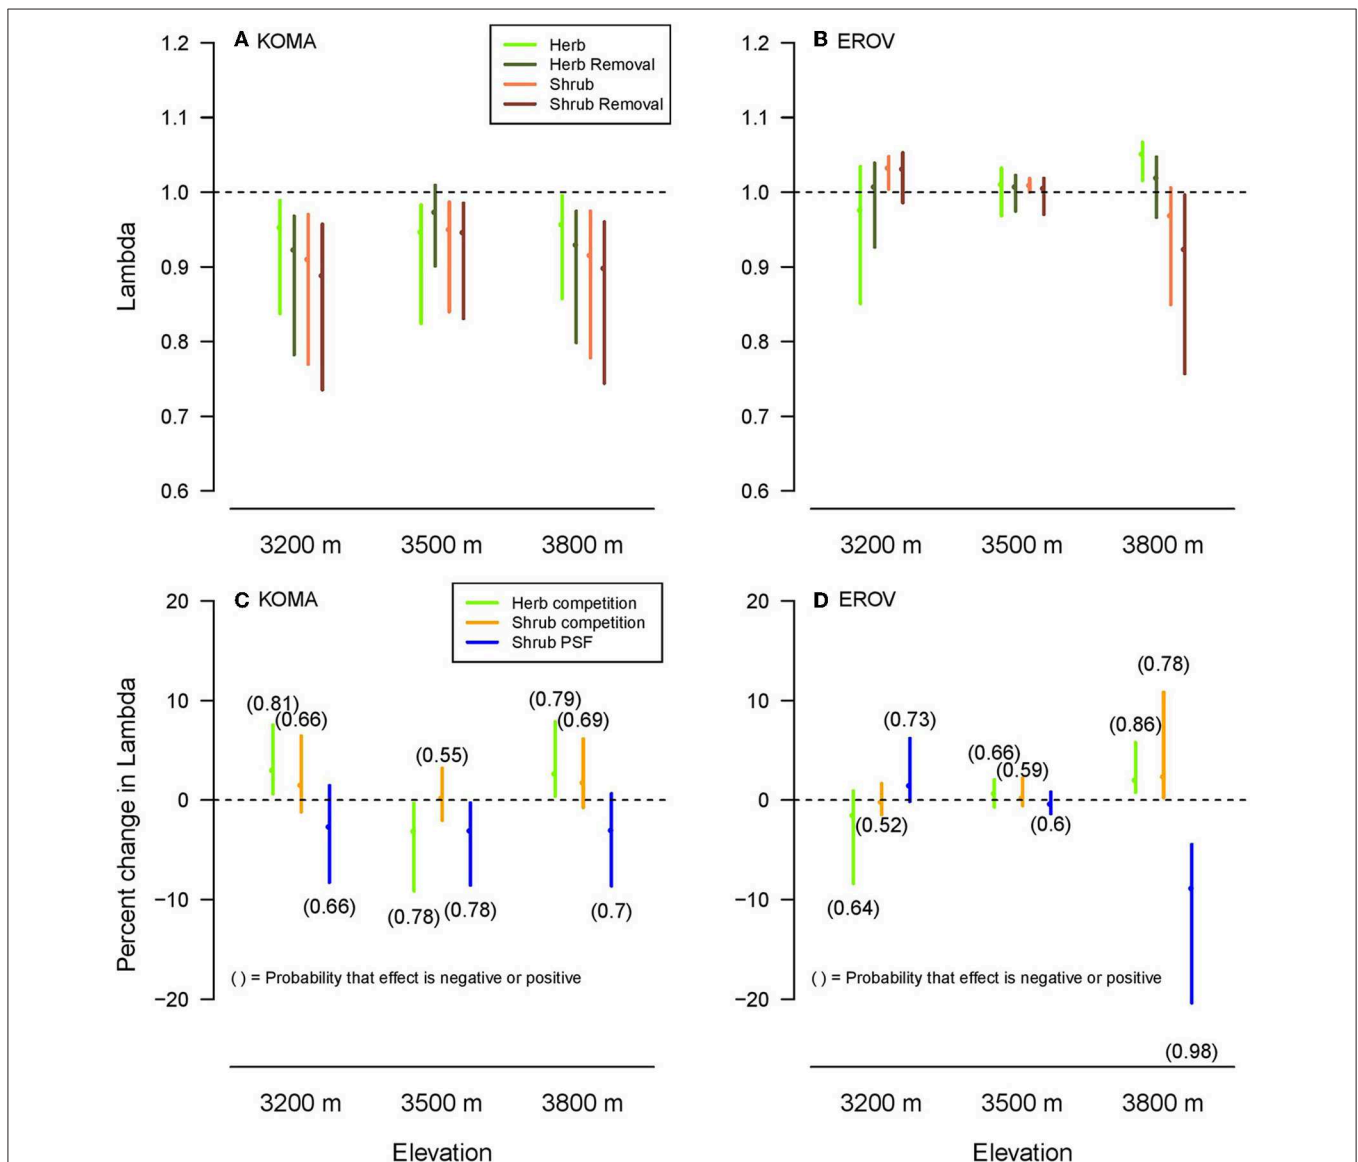 A KOMA
Herb
Herb Removal
Shrub
Shrub Removal
1.2
1.1
1.0
0.9
0.8
0.7
0.6
Lambda
3200 m 3500 m 3800 m
B EROV
1.2
1.1
1.0
0.9
0.8
0.7
0.6
3200 m 3500 m 3800 m
C KOMA
Herb competition
Shrub competition
Shrub PSF
20
10
0
−10
−20
Percent change in Lambda
(0.81)
(0.66)
(0.66)
(0.55)
(0.78)
(0.78)
(0.79)
(0.69)
(0.7)
( ) = Probability that effect is negative or positive
3200 m 3500 m 3800 m
Elevation
D EROV
20
10
0
−10
−20
(0.73)
(0.52)
(0.64)
(0.66)
(0.59)
(0.6)
(0.78)
(0.86)
(0.98)
( ) = Probability that effect is negative or positive
3200 m 3500 m 3800 m
Elevation